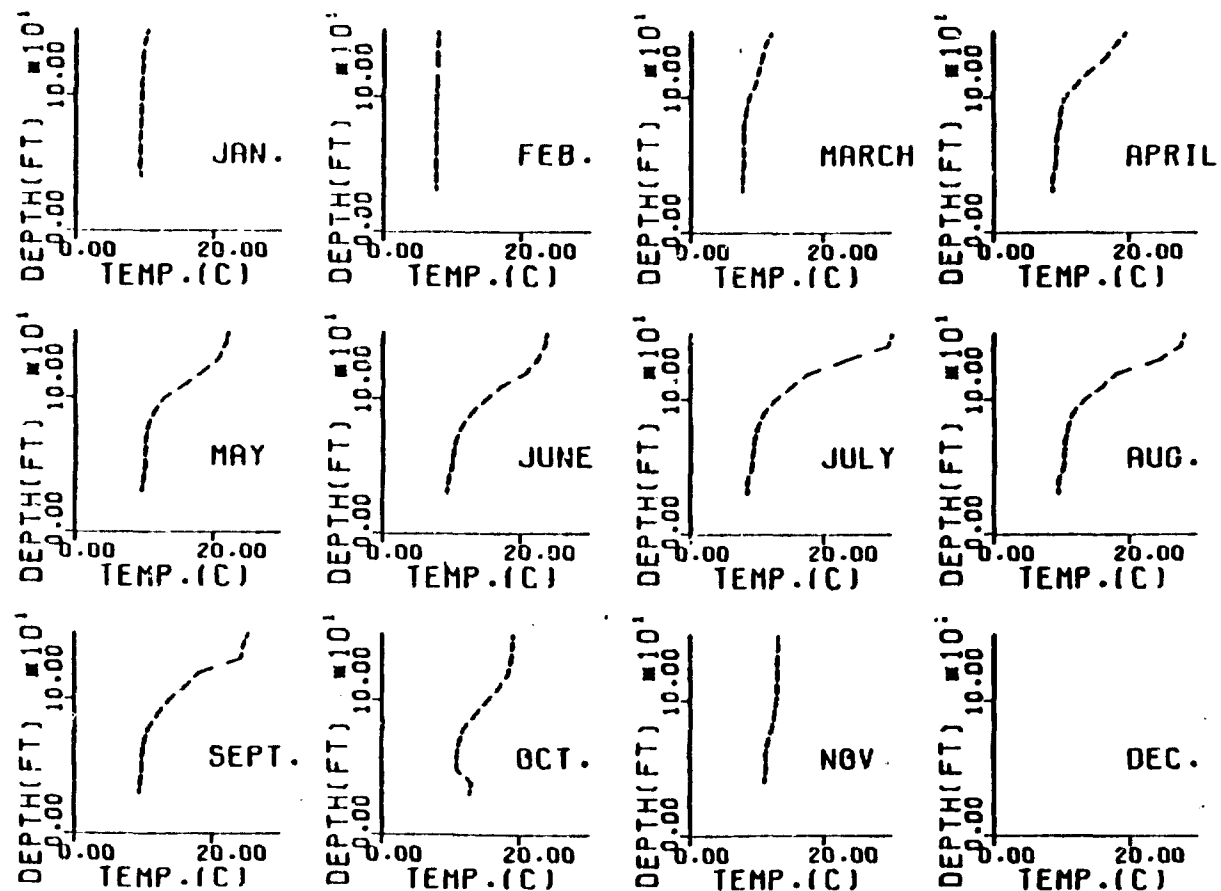 DEPTH(FT) *10¹
10.00
0.00
JAN.
0.00
20.00
TEMP.(C)
DEPTH(FT) *10¹
10.00
0.00
FEB.
0.00
20.00
TEMP.(C)
DEPTH(FT) *10¹
10.00
0.00
MARCH
0.00
20.00
TEMP.(C)
DEPTH(FT) *10¹
10.00
0.00
APRIL
0.00
20.00
TEMP.(C)
DEPTH(FT) *10¹
10.00
0.00
MAY
0.00
20.00
TEMP.(C)
DEPTH(FT) *10¹
10.00
0.00
JUNE
0.00
20.00
TEMP.(C)
DEPTH(FT) *10¹
10.00
0.00
JULY
0.00
20.00
TEMP.(C)
DEPTH(FT) *10¹
10.00
0.00
AUG.
0.00
20.00
TEMP.(C)
DEPTH(FT) *10¹
10.00
0.00
SEPT.
0.00
20.00
TEMP.(C)
DEPTH(FT) *10¹
10.00
0.00
OCT.
0.00
20.00
TEMP.(C)
DEPTH(FT) *10¹
10.00
0.00
NOV
0.00
20.00
TEMP.(C)
DEPTH(FT) *10¹
10.00
0.00
DEC.
0.00
20.00
TEMP.(C)